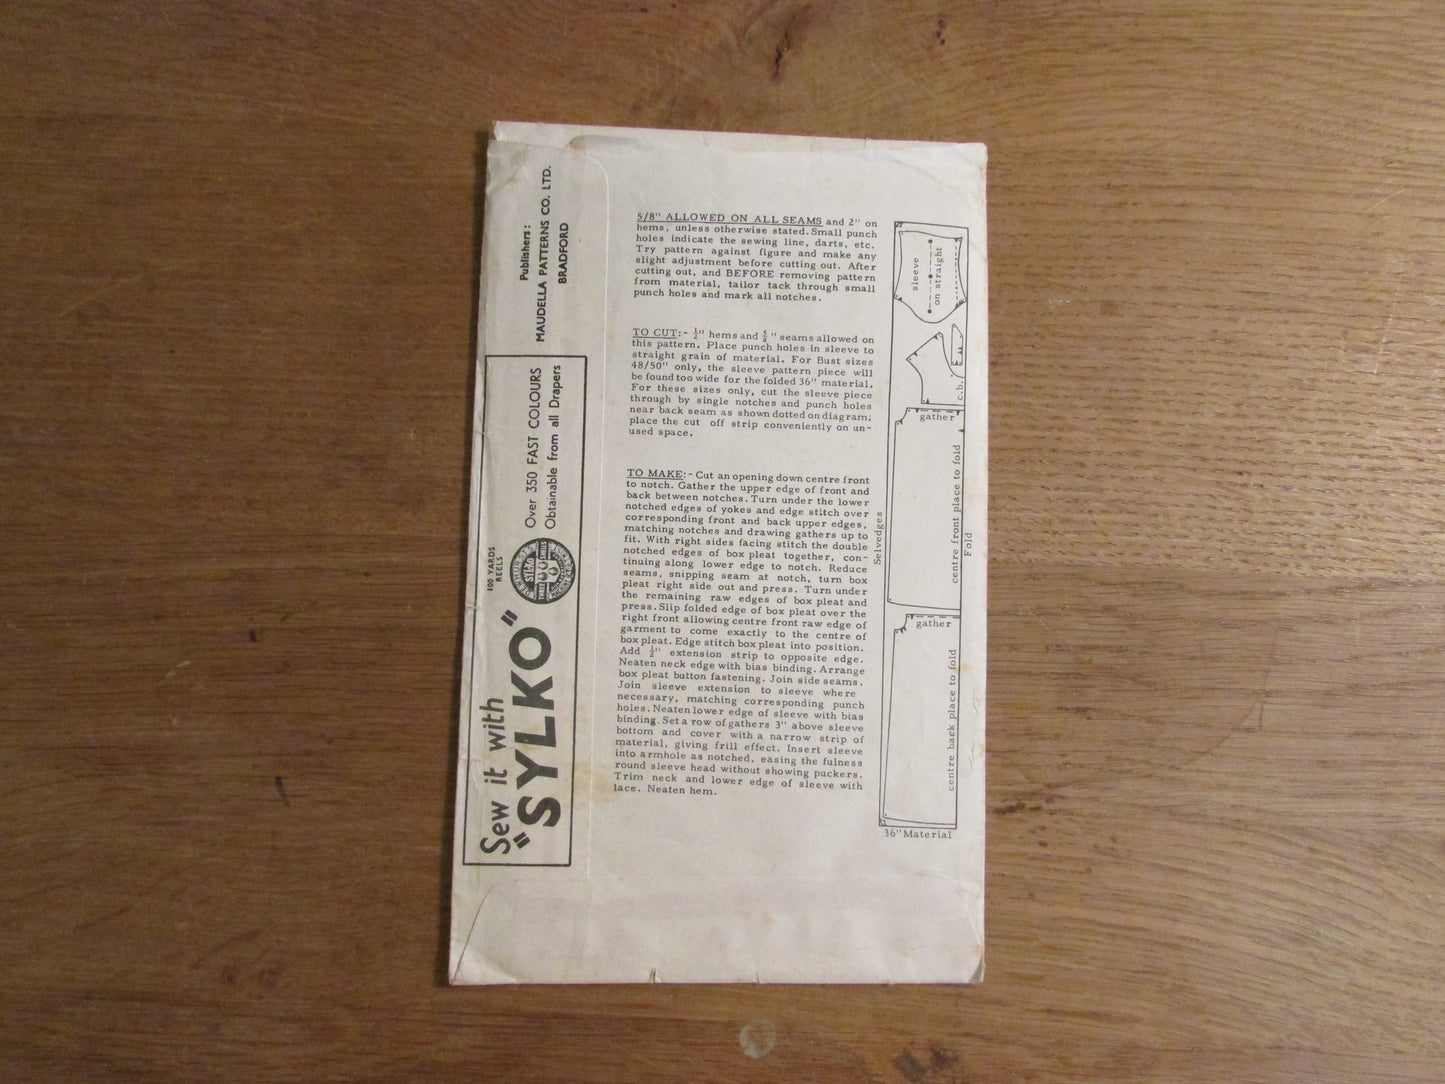 5/8" ALLOWED ON ALL SEAMS and 2" on
hems, unless otherwise stated. Small punch
holes indicate the sewing line, darts, etc.
Try pattern against figure and make any
slight adjustment before cutting out. After
cutting out, and BEFORE removing pattern
from material, tailor tack through small
punch holes and mark all notches.
TO CUT:- ½" hems and ⅝" seams allowed on
this pattern. Place punch holes in sleeve to
straight grain of material. For Bust sizes
48/50" only, the sleeve pattern piece will
be found too wide for the folded 36" material.
For these sizes only, cut the sleeve piece
through by single notches and punch holes
near back seam as shown dotted on diagram;
place the cut off strip conveniently on un-
used space.
TO MAKE:- Cut an opening down centre front
to notch. Gather the upper edge of front and
back between notches. Turn under the lower
notched edges of yokes and edge stitch over
corresponding front and back upper edges,
matching notches and drawing gathers up to
fit. With right sides facing stitch the double
notched edges of box pleat together, con-
tinuing along lower edge to notch. Reduce
seams, snipping seam at notch, turn box
pleat right side out and press. Turn under
the remaining raw edges of box pleat and
press. Slip folded edge of box pleat over the
right front allowing centre front raw edge of
garment to come exactly to the centre of
box pleat. Edge stitch box pleat into position.
Add ½" extension strip to opposite edge.
Neaten neck edge with bias binding. Arrange
box pleat button fastening. Join side seams.
Join sleeve extension to sleeve where
necessary, matching corresponding punch
holes. Neaten lower edge of sleeve with bias
binding. Set a row of gathers 3" above sleeve
bottom and cover with a narrow strip of
material, giving frill effect. Insert sleeve
into armhole as notched, easing the fulness
round sleeve head without showing puckers.
Trim neck and lower edge of sleeve with
lace. Neaten hem.
sleeve
on straight
c.b.
gather
centre front place to fold
Selvedges
Fold
gather
centre back place to fold
36" Material
Sew it with
"SYLKO"
100 YARDS
REELS
DEWHURST'S
SYLKO
THREE SHELLS
MACHINE
Over 350 FAST COLOURS
Obtainable from all Drapers
Publishers:
MAUDELLA PATTERNS CO. LTD.
BRADFORD